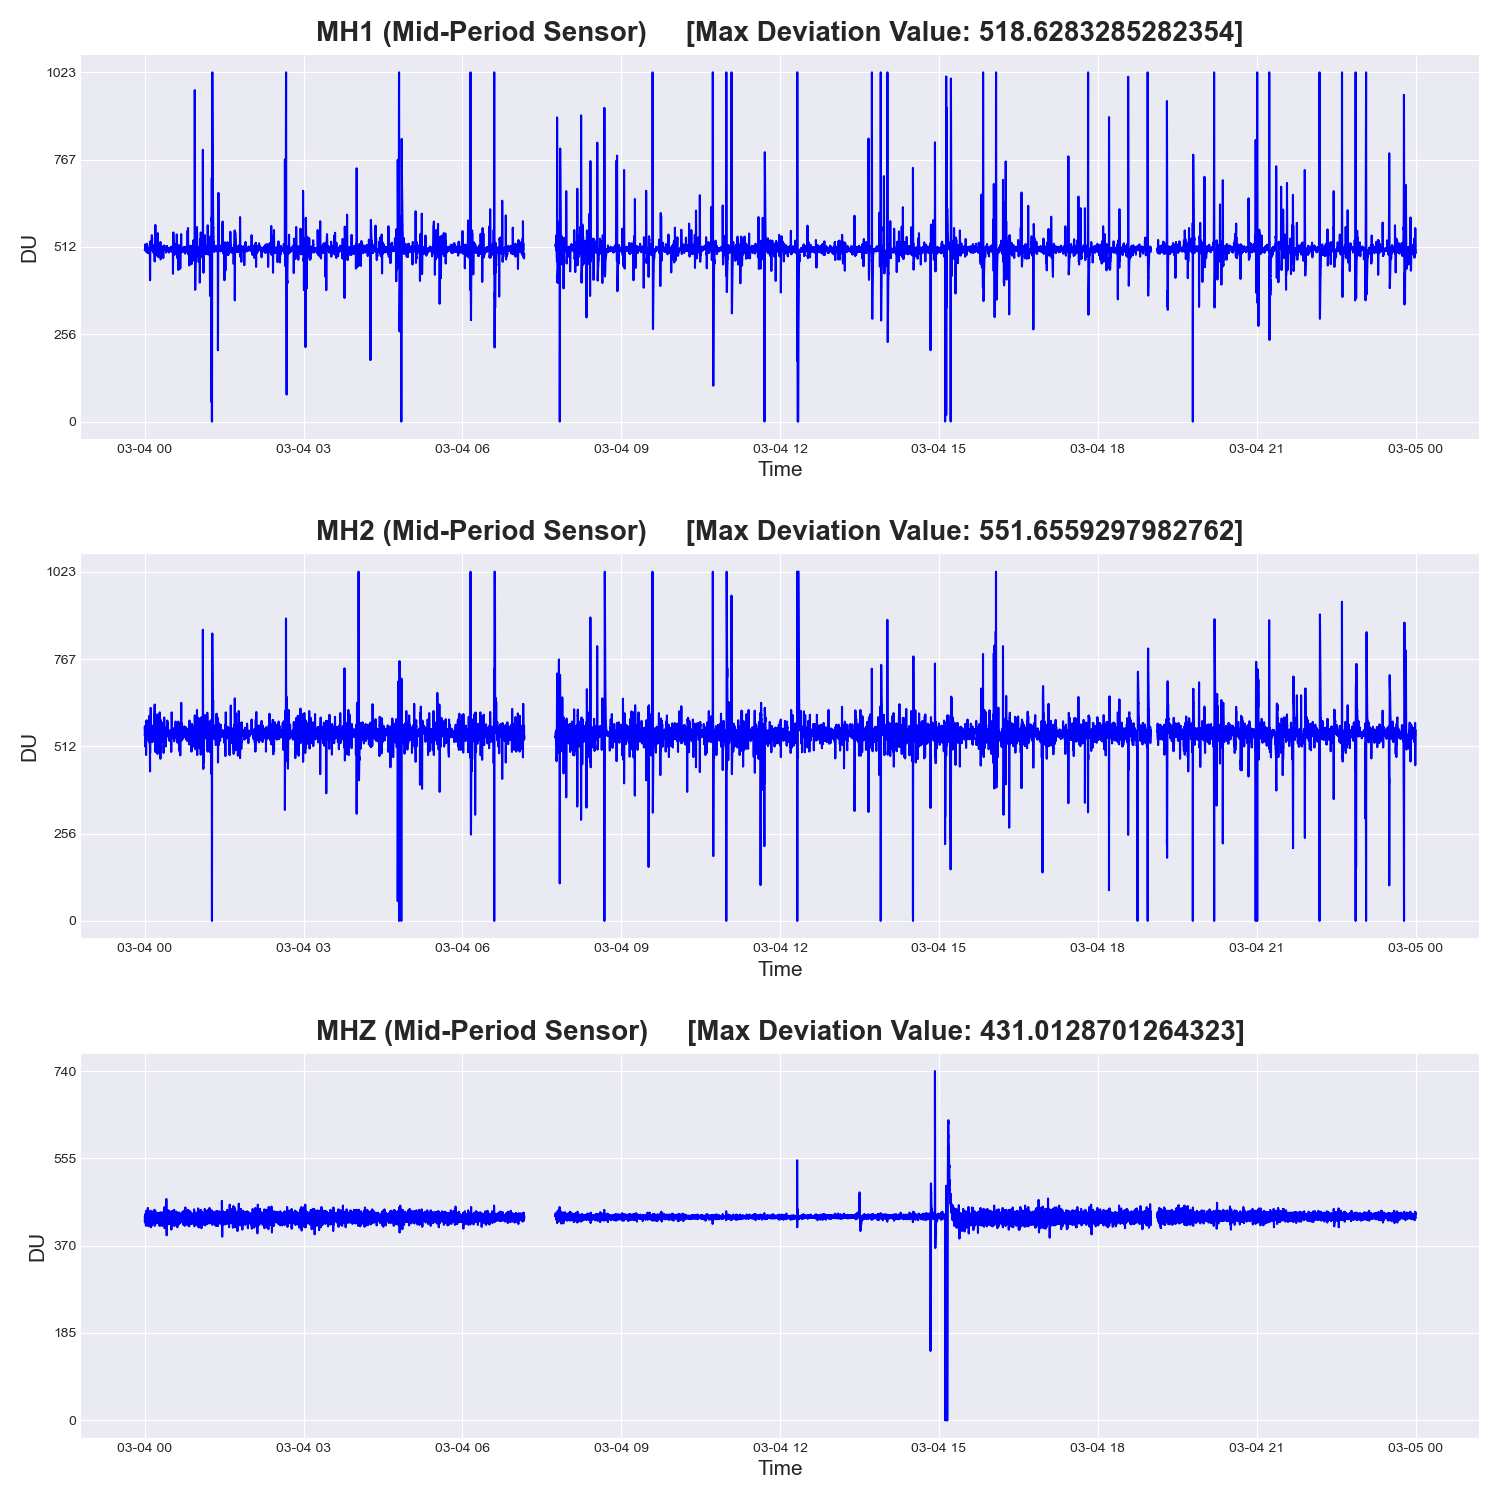 MH1 (Mid-Period Sensor) [Max Deviation Value: 518.6283285282354]
1023
767
512
256
0
DU
03-04 00 03-04 03 03-04 06 03-04 09 03-04 12 03-04 15 03-04 18 03-04 21 03-05 00
Time
MH2 (Mid-Period Sensor) [Max Deviation Value: 551.6559297982762]
1023
767
512
256
0
DU
03-04 00 03-04 03 03-04 06 03-04 09 03-04 12 03-04 15 03-04 18 03-04 21 03-05 00
Time
MHZ (Mid-Period Sensor) [Max Deviation Value: 431.0128701264323]
740
555
370
185
0
DU
03-04 00 03-04 03 03-04 06 03-04 09 03-04 12 03-04 15 03-04 18 03-04 21 03-05 00
Time